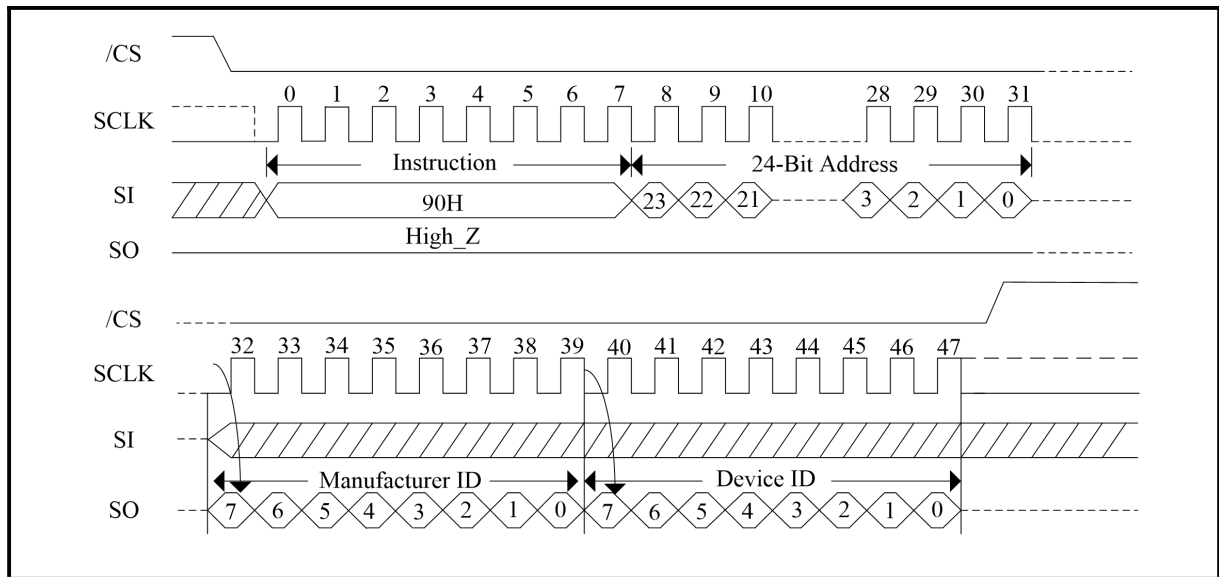 /CS
0 1 2 3 4 5 6 7 8 9 10 28 29 30 31
SCLK
Instruction 24-Bit Address
SI 90H 23 22 21 3 2 1 0
High_Z
SO
/CS
32 33 34 35 36 37 38 39 40 41 42 43 44 45 46 47
SCLK
SI
Manufacturer ID Device ID
SO 7 6 5 4 3 2 1 0 7 6 5 4 3 2 1 0